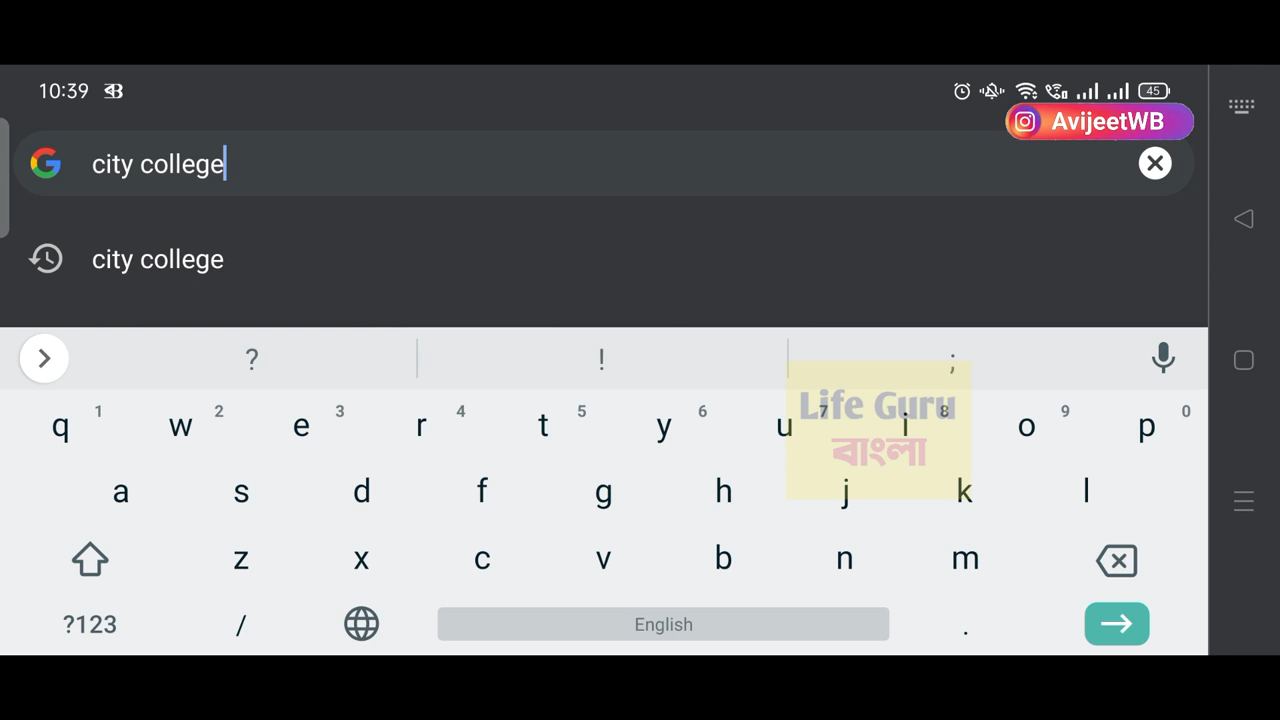 10:39
45
AvijeetWB
city college
city college
? ! ;
q 1 w 2 e 3 r 4 t 5 y 6 u 7 i 8 o 9 p 0
Life Guru
বাংলা
a s d f g h j k l
z x c v b n m
?123 / English .